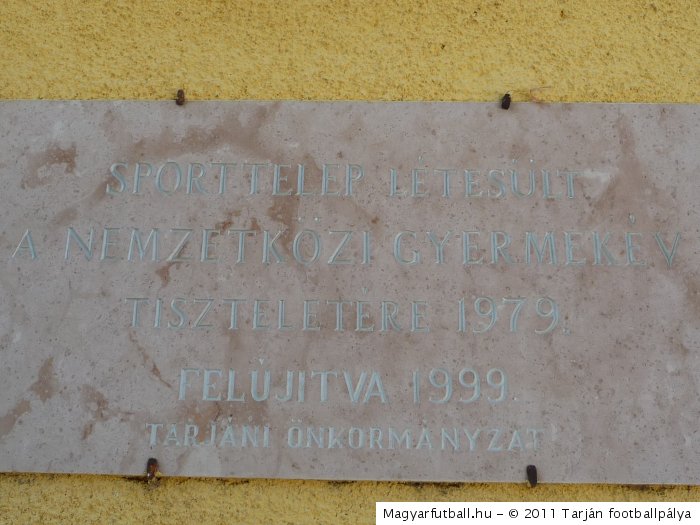 SPORTTELEP LÉTESÜLT
A NEMZETKÖZI GYERMEKÉV
TISZTELETÉRE 1979.
FELÚJITVA 1999.
TARJÁNI ÖNKORMÁNYZAT
Magyarfutball.hu - © 2011 Tarján footballpálya